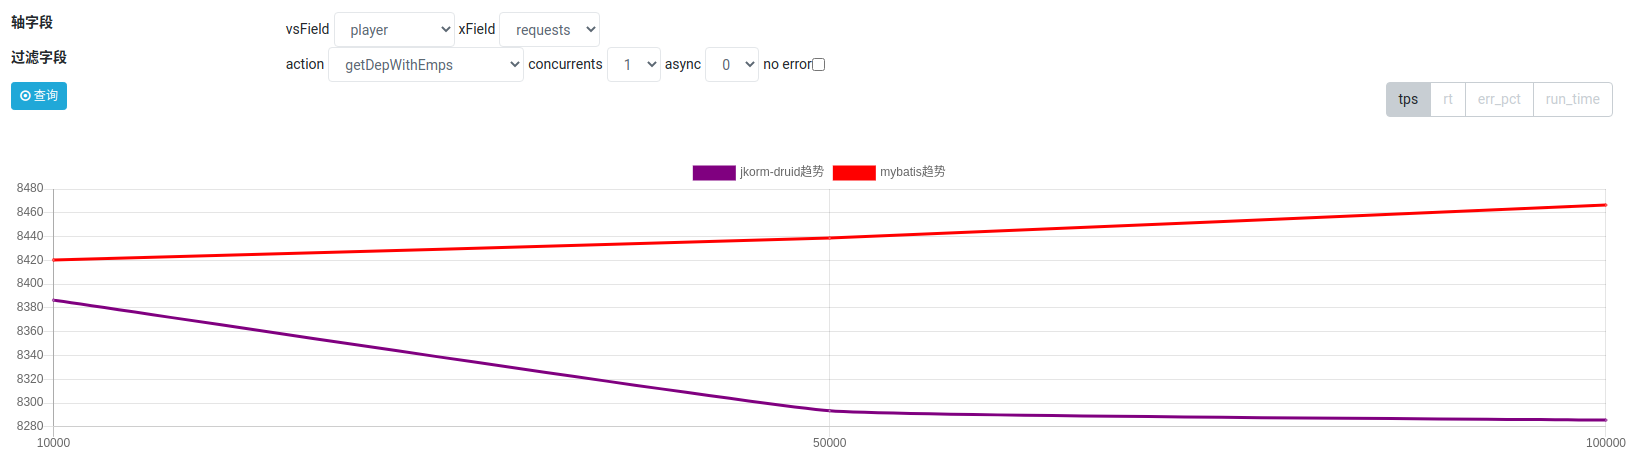 轴字段 vsField player xField requests
过滤字段 action getDepWithEmps concurrents 1 async 0 no error
查询
tps rt err_pct run_time
jkorm-druid趋势 mybatis趋势
8480
8460
8440
8420
8400
8380
8360
8340
8320
8300
8280
10000 50000 100000